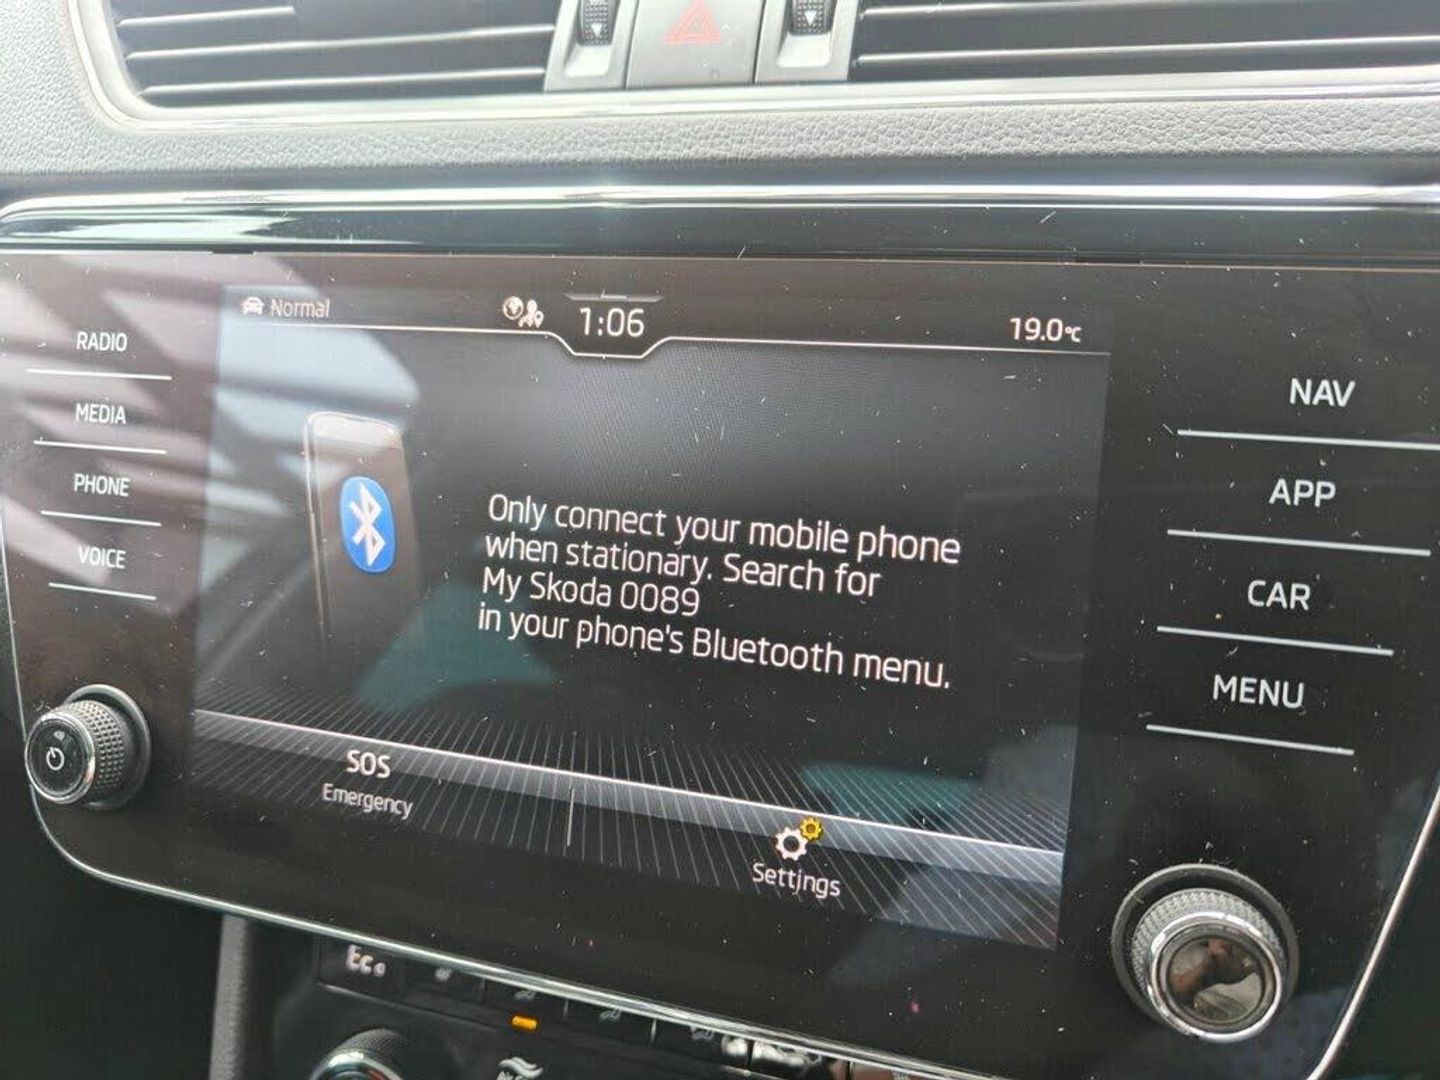 Normal
1:06
19.0°C
RADIO
MEDIA
PHONE
VOICE
Only connect your mobile phone
when stationary. Search for
My Skoda 0089
in your phone's Bluetooth menu.
SOS
Emergency
Settings
NAV
APP
CAR
MENU